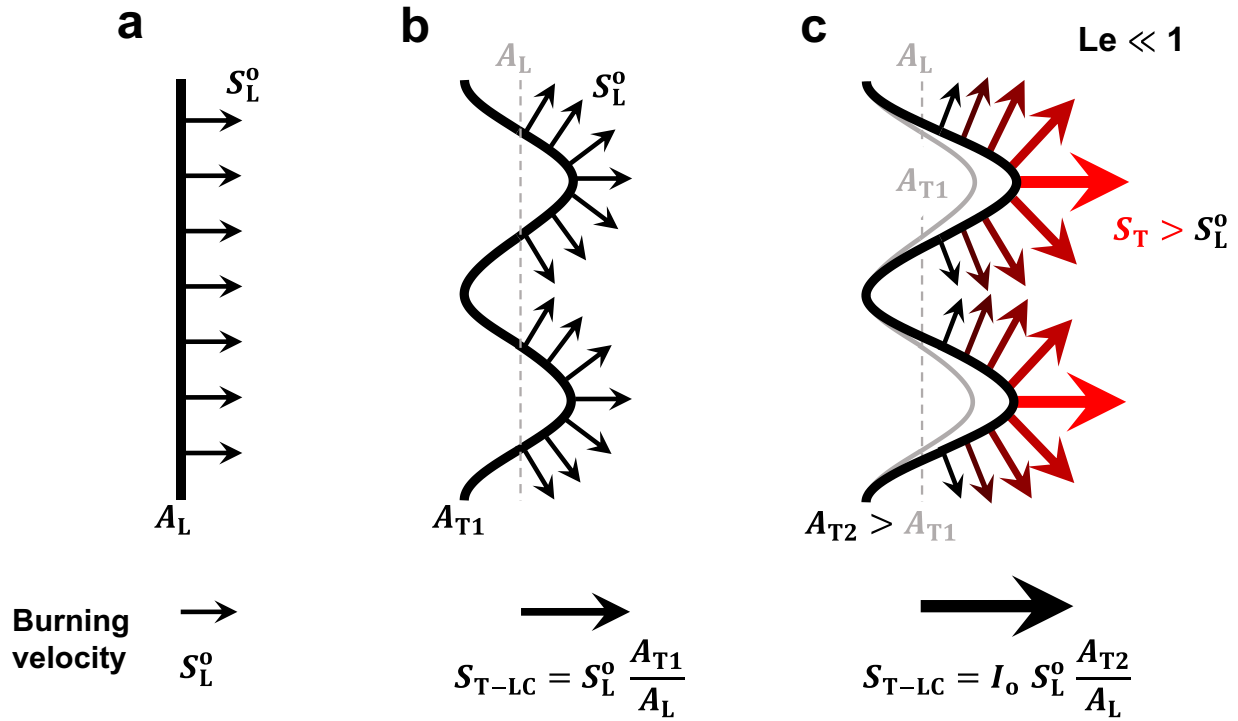 a
b
c
Le ≪ 1
S_L^o
A_L
S_L^o
A_L
A_T1
S_T > S_L^o
A_L
A_T1
A_T2 > A_T1
Burning
velocity
S_L^o
S_T−LC = S_L^o A_T1/A_L
S_T−LC = I_o S_L^o A_T2/A_L